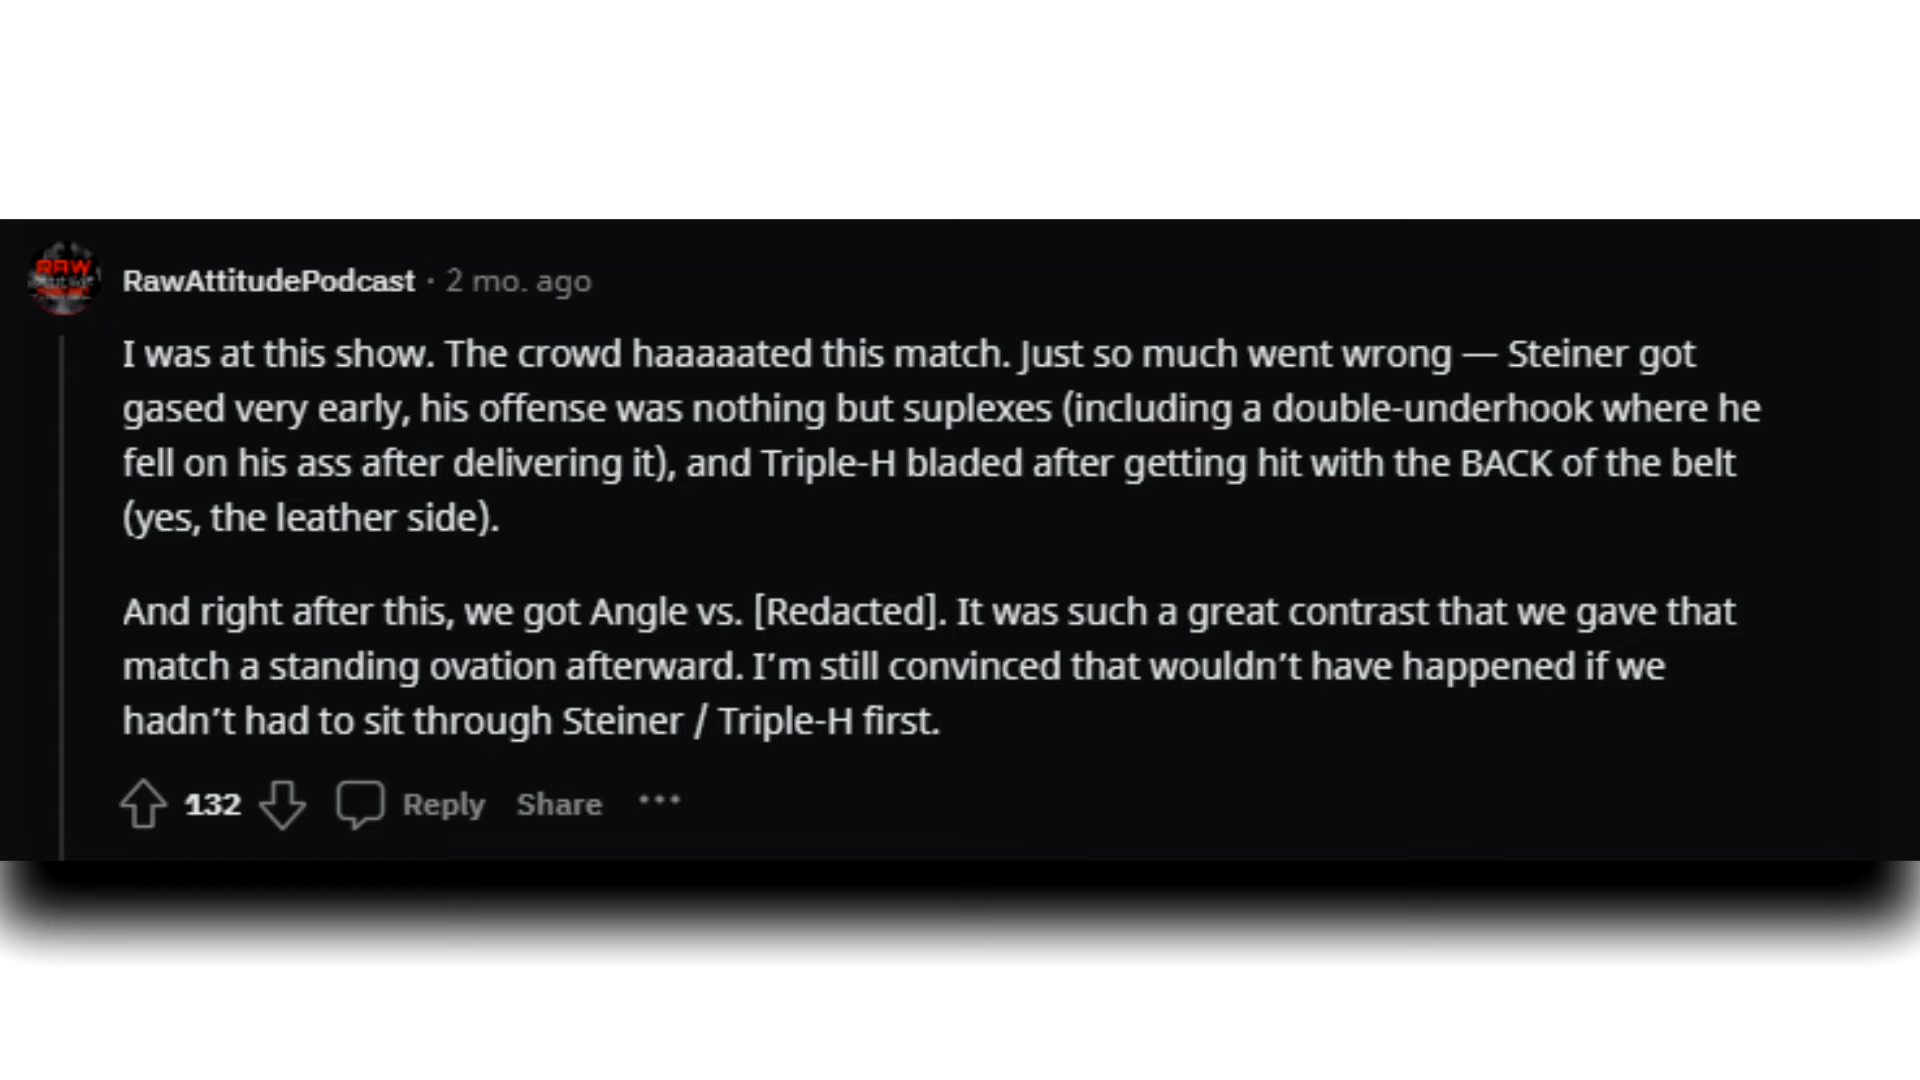 RAW
RawAttitudePodcast · 2 mo. ago
I was at this show. The crowd haaaaated this match. Just so much went wrong — Steiner got
gased very early, his offense was nothing but suplexes (including a double-underhook where he
fell on his ass after delivering it), and Triple-H bladed after getting hit with the BACK of the belt
(yes, the leather side).
And right after this, we got Angle vs. [Redacted]. It was such a great contrast that we gave that
match a standing ovation afterward. I’m still convinced that wouldn’t have happened if we
hadn’t had to sit through Steiner / Triple-H first.
132 Reply Share ···